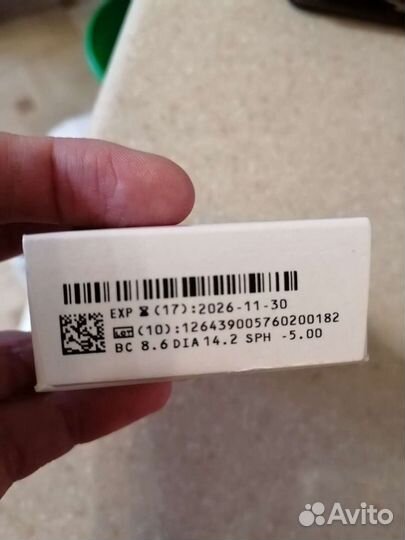 EXP (17):2026-11-30
LOT (10):126439005760200182
BC 8.6 DIA 14.2 SPH -5.00
Avito